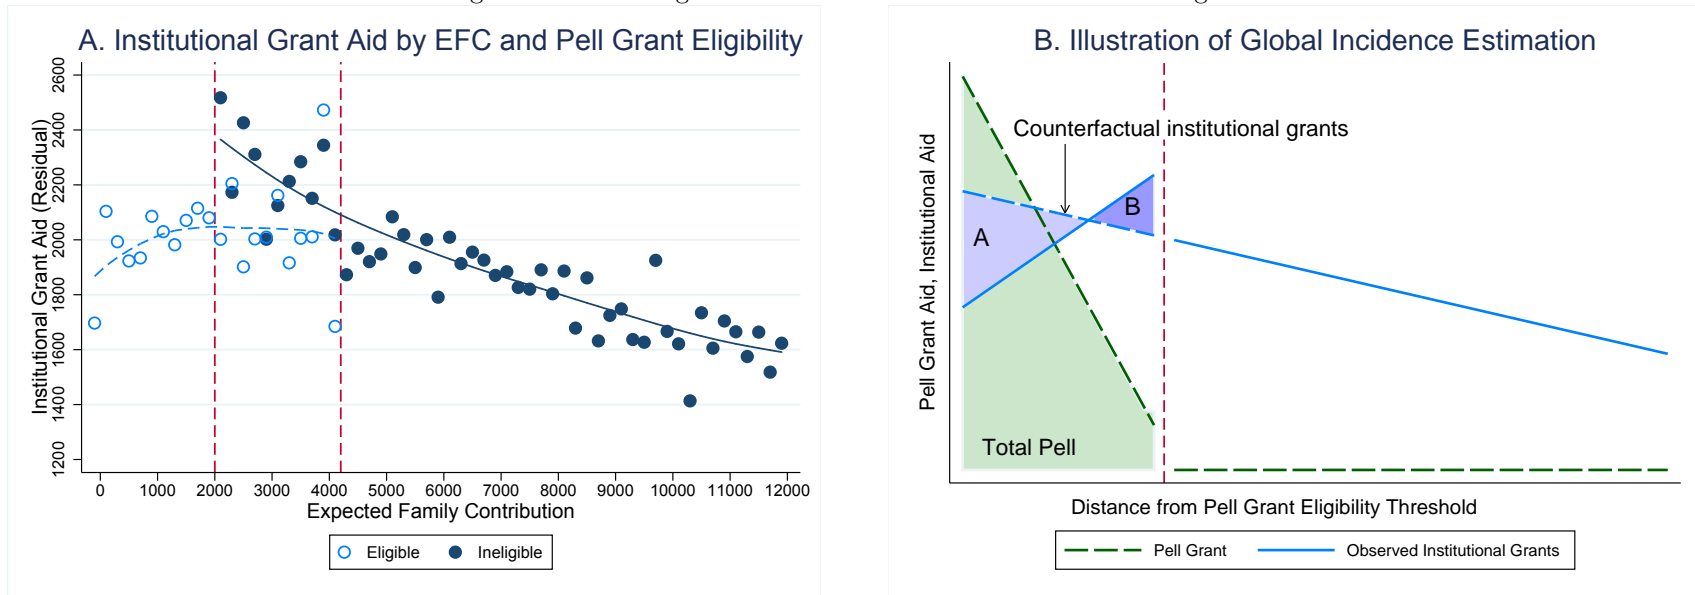 A. Institutional Grant Aid by EFC and Pell Grant Eligibility
Institutional Grant Aid (Residual)
2600
2400
2200
2000
1800
1600
1400
1200
0 1000 2000 3000 4000 5000 6000 7000 8000 9000 10000 11000 12000
Expected Family Contribution
Eligible Ineligible
B. Illustration of Global Incidence Estimation
Pell Grant Aid, Institutional Aid
Counterfactual institutional grants
B
A
Total Pell
Distance from Pell Grant Eligibility Threshold
Pell Grant Observed Institutional Grants